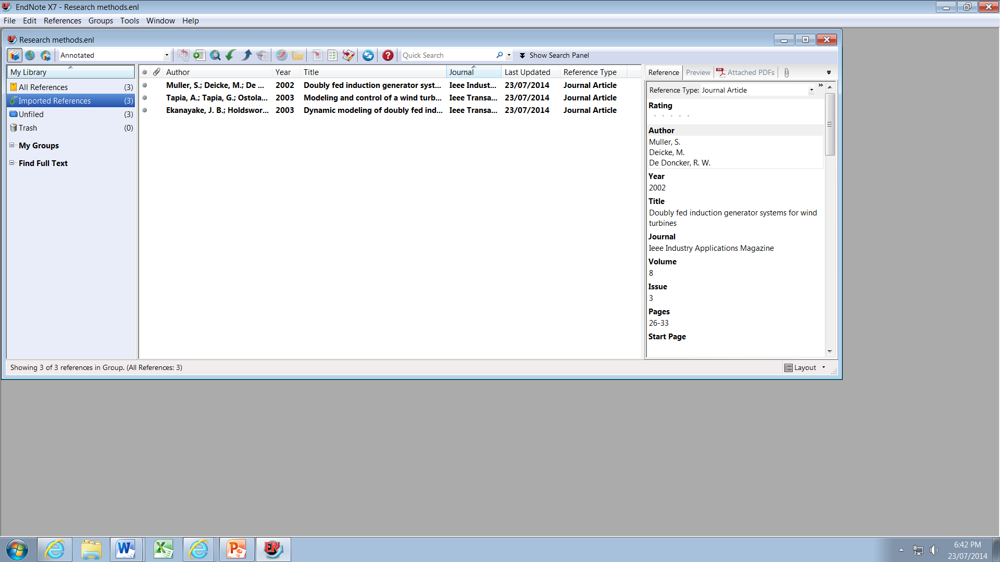 EndNote X7 - Research methods.enl
File Edit References Groups Tools Window Help
Research methods.enl
Annotated Quick Search Show Search Panel
My Library
All References (3)
Imported References (3)
Unfiled (3)
Trash (0)
My Groups
Find Full Text
Author Year Title Journal Last Updated Reference Type
Muller, S.; Deicke, M.; De ... 2002 Doubly fed induction generator syst... Ieee Indust... 23/07/2014 Journal Article
Tapia, A.; Tapia, G.; Ostola... 2003 Modeling and control of a wind turb... Ieee Transa... 23/07/2014 Journal Article
Ekanayake, J. B.; Holdswor... 2003 Dynamic modeling of doubly fed ind... Ieee Transa... 23/07/2014 Journal Article
Reference Preview Attached PDFs
Reference Type: Journal Article
Rating
Author
Muller, S.
Deicke, M.
De Doncker, R. W.
Year
2002
Title
Doubly fed induction generator systems for wind
turbines
Journal
Ieee Industry Applications Magazine
Volume
8
Issue
3
Pages
26-33
Start Page
Showing 3 of 3 references in Group. (All References: 3)
Layout
6:42 PM
23/07/2014